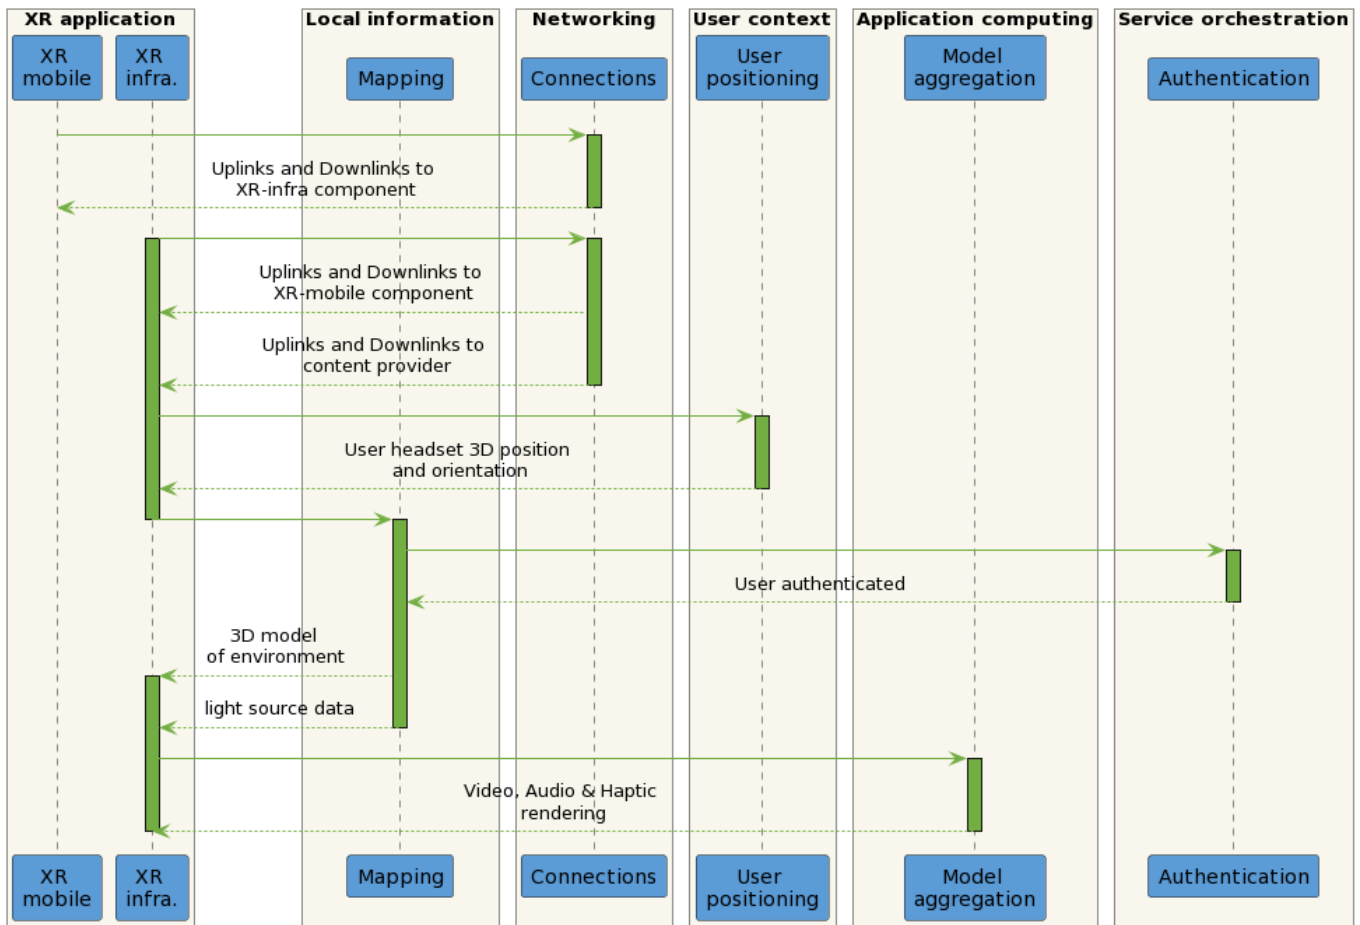 XR application
Local information
Networking
User context
Application computing
Service orchestration
XR
mobile
XR
infra.
Mapping
Connections
User
positioning
Model
aggregation
Authentication
Uplinks and Downlinks to
XR-infra component
Uplinks and Downlinks to
XR-mobile component
Uplinks and Downlinks to
content provider
User headset 3D position
and orientation
User authenticated
3D model
of environment
light source data
Video, Audio & Haptic
rendering
XR
mobile
XR
infra.
Mapping
Connections
User
positioning
Model
aggregation
Authentication